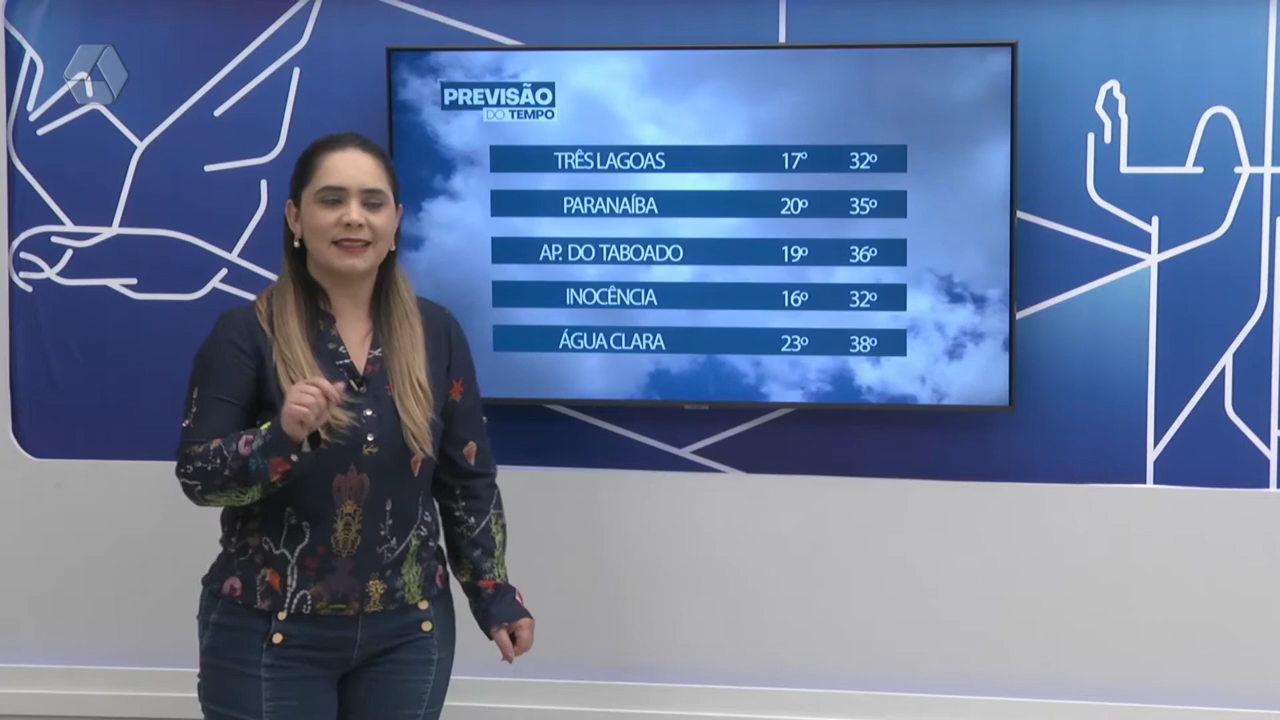 PREVISÃO
DO TEMPO
TRÊS LAGOAS 17° 32º
PARANAÍBA 20º 35º
AP. DO TABOADO 19º 36º
INOCÊNCIA 16º 32º
ÁGUA CLARA 23º 38º